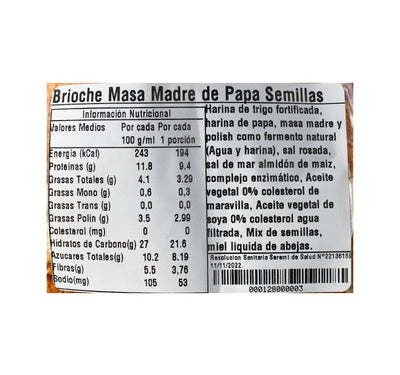 Brioche Masa Madre de Papa Semillas
Información Nutricional
Valores Medios Por cada 100 g/ml Por cada 1 porción
Energía (kCal) 243 194
Proteinas (g) 11.8 9.4
Grasas Totales (g) 4.1 3.29
Grasas Mono (g) 0,6 0,3
Grasas Trans (g) 0,0 0,0
Grasas Polin (g) 3.5 2.99
Colesterol (mg) 0 0
Hidratos de Carbono(g) 27 21.6
Azucares Totales(g) 10.2 8.19
Fibras(g) 5.5 3,76
Sodio(mg) 105 53
Harina de trigo fortificada,
harina de papa, masa madre y
polish como fermento natural
(Agua y harina), sal rosada,
sal de mar almidón de maiz,
complejo enzimático, Aceite
vegetal 0% colesterol de
maravilla, Aceite vegetal de
soya 0% colesterol agua
filtrada, Mix de semillas,
miel liquida de abejas.
Resolucion Sanitaria Seremi de Salud
11/11/2022.
000128000003